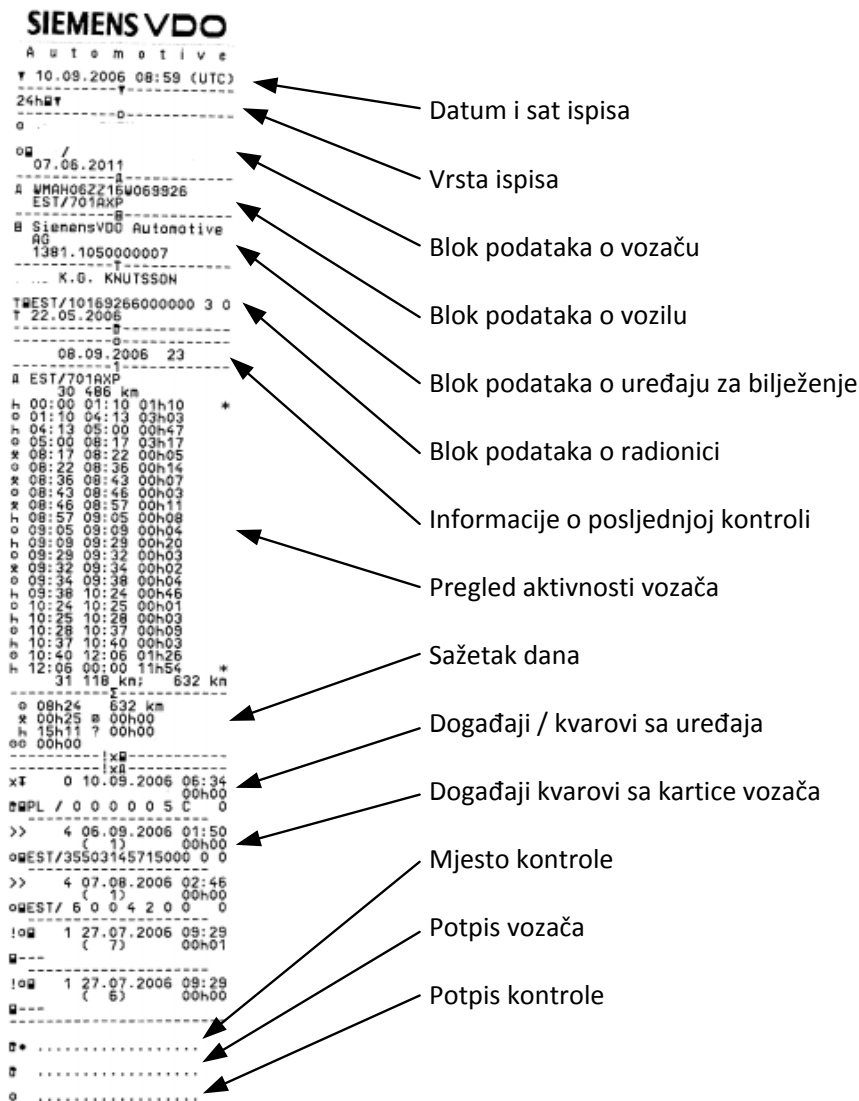 SIEMENS VDO
Automotive
▼ 10.09.2006 08:59 (UTC)
24h▼
07.06.2011
A WMAH06ZZ16W069926
EST/701AXP
B SiemensVDO Automotive
AG
1381.1050000007
T
K.G. KNUTSSON
T EST/10169266000000 3 0
T 22.05.2006
08.09.2006 23
1
A EST/701AXP
30 486 km
h 00:00 01:10 01h10 *
o 01:10 04:13 03h03
h 04:13 05:00 00h47
o 05:00 08:17 03h17
08:17 08:22 00h05
o 08:22 08:36 00h14
08:36 08:43 00h07
o 08:43 08:46 00h03
08:46 08:57 00h11
h 08:57 09:05 00h08
o 09:05 09:09 00h04
h 09:09 09:29 00h20
o 09:29 09:32 00h03
09:32 09:34 00h02
o 09:34 09:38 00h04
h 09:38 10:24 00h46
o 10:24 10:25 00h01
h 10:25 10:28 00h03
o 10:28 10:37 00h09
h 10:37 10:40 00h03
o 10:40 12:06 01h26
h 12:06 00:00 11h54 *
31 118 km; 632 km
Σ
o 08h24 632 km
00h25 00h00
h 15h11 ? 00h00
oo 00h00
!x
!xA
x 0 10.09.2006 06:34
00h00
PL / 0 0 0 0 0 5 C 0
>> 4 06.09.2006 01:50
( 1) 00h00
EST/35503145715000 0 0
>> 4 07.08.2006 02:46
( 1) 00h00
EST/ 6 0 0 4 2 0 0 0
!o 1 27.07.2006 09:29
( 7) 00h01
---
!o 1 27.07.2006 09:29
( 6) 00h00
---
Datum i sat ispisa
Vrsta ispisa
Blok podataka o vozaču
Blok podataka o vozilu
Blok podataka o uređaju za bilježenje
Blok podataka o radionici
Informacije o posljednjoj kontroli
Pregled aktivnosti vozača
Sažetak dana
Događaji / kvarovi sa uređaja
Događaji kvarovi sa kartice vozača
Mjesto kontrole
Potpis vozača
Potpis kontrole